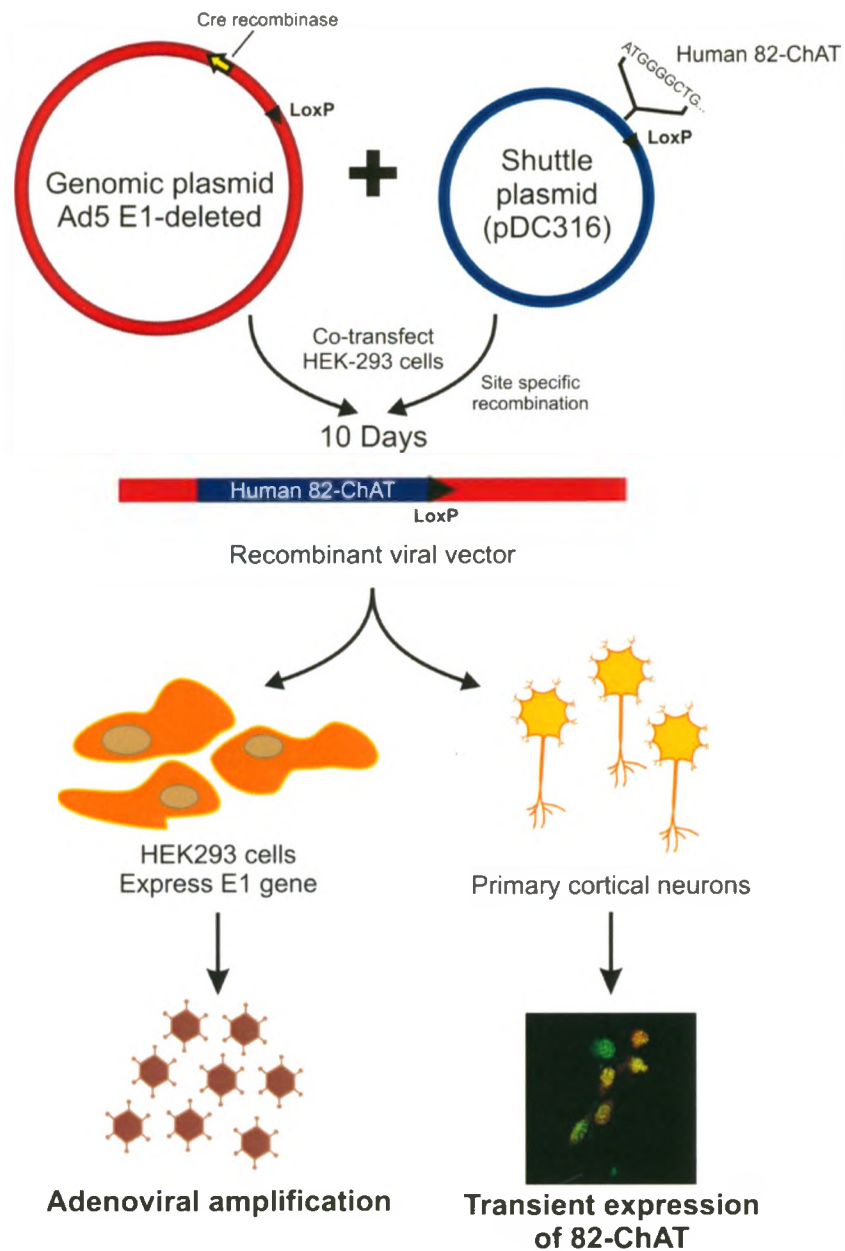 Cre recombinase
LoxP
Genomic plasmid
Ad5 E1-deleted
+
ATGGGGCTG...
Human 82-ChAT
LoxP
Shuttle
plasmid
(pDC316)
Co-transfect
HEK-293 cells
Site specific
recombination
10 Days
Human 82-ChAT
LoxP
Recombinant viral vector
HEK293 cells
Express E1 gene
Primary cortical neurons
Adenoviral amplification
Transient expression
of 82-ChAT